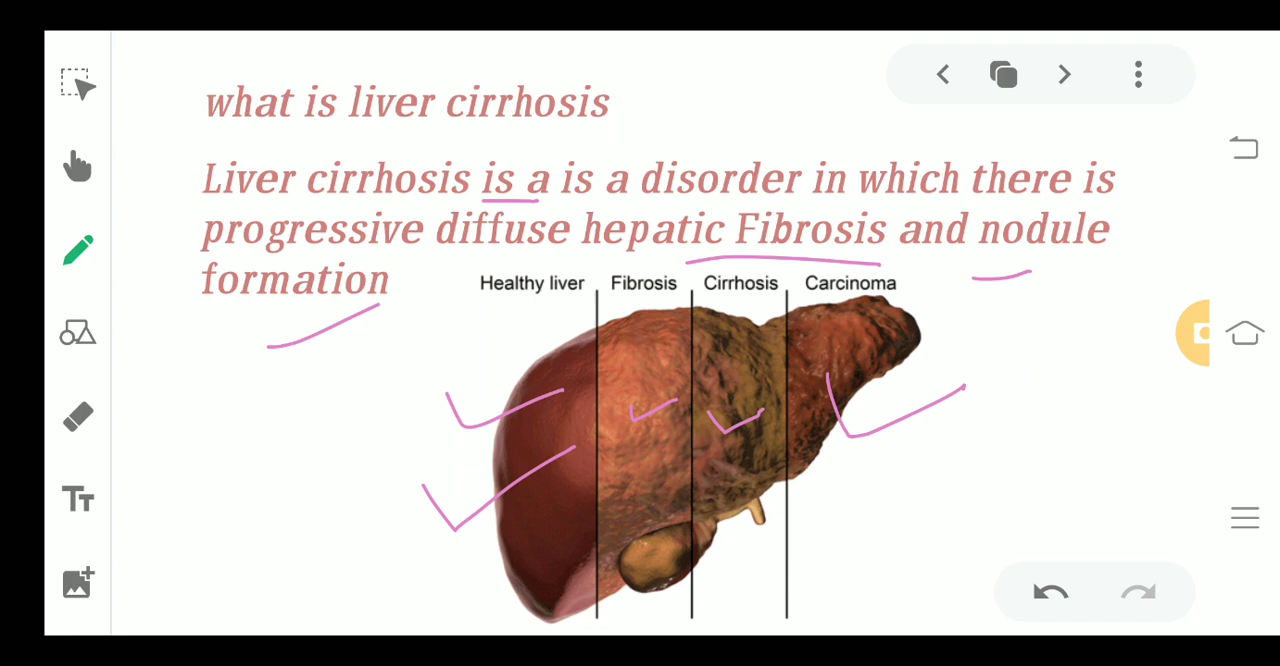 what is liver cirrhosis
Liver cirrhosis is a is a disorder in which there is
progressive diffuse hepatic Fibrosis and nodule
formation
Healthy liver Fibrosis Cirrhosis Carcinoma
TT